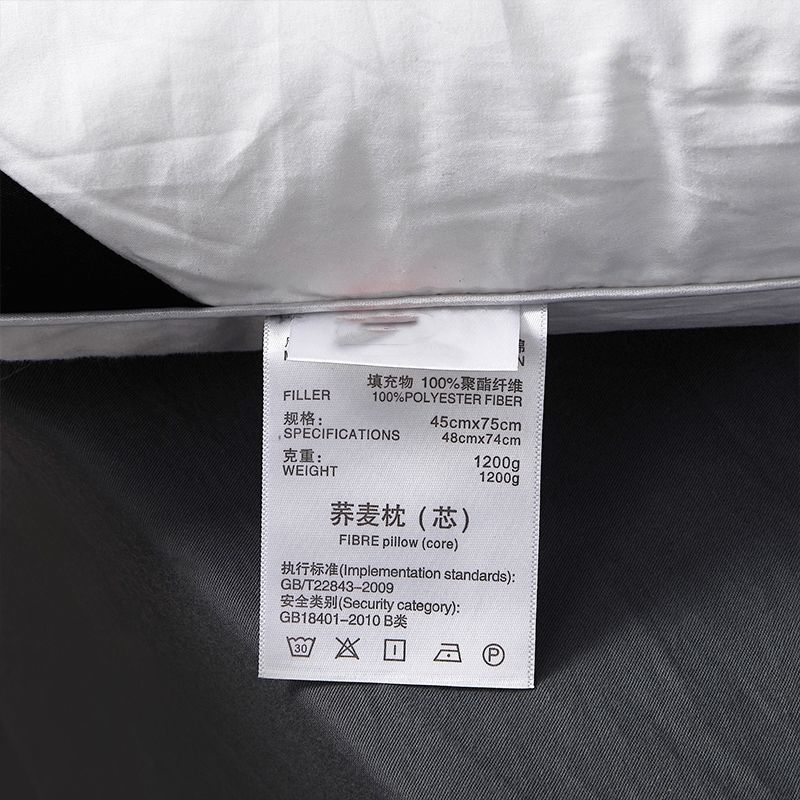 填充物 100%聚酯纤维
FILLER 100%POLYESTER FIBER
规格: 45cmx75cm
SPECIFICATIONS 48cmx74cm
克重: 1200g
WEIGHT 1200g
荞麦枕(芯)
FIBRE pillow (core)
执行标准(Implementation standards):
GB/T22843-2009
安全类别(Security category):
GB18401-2010 B类
30
P